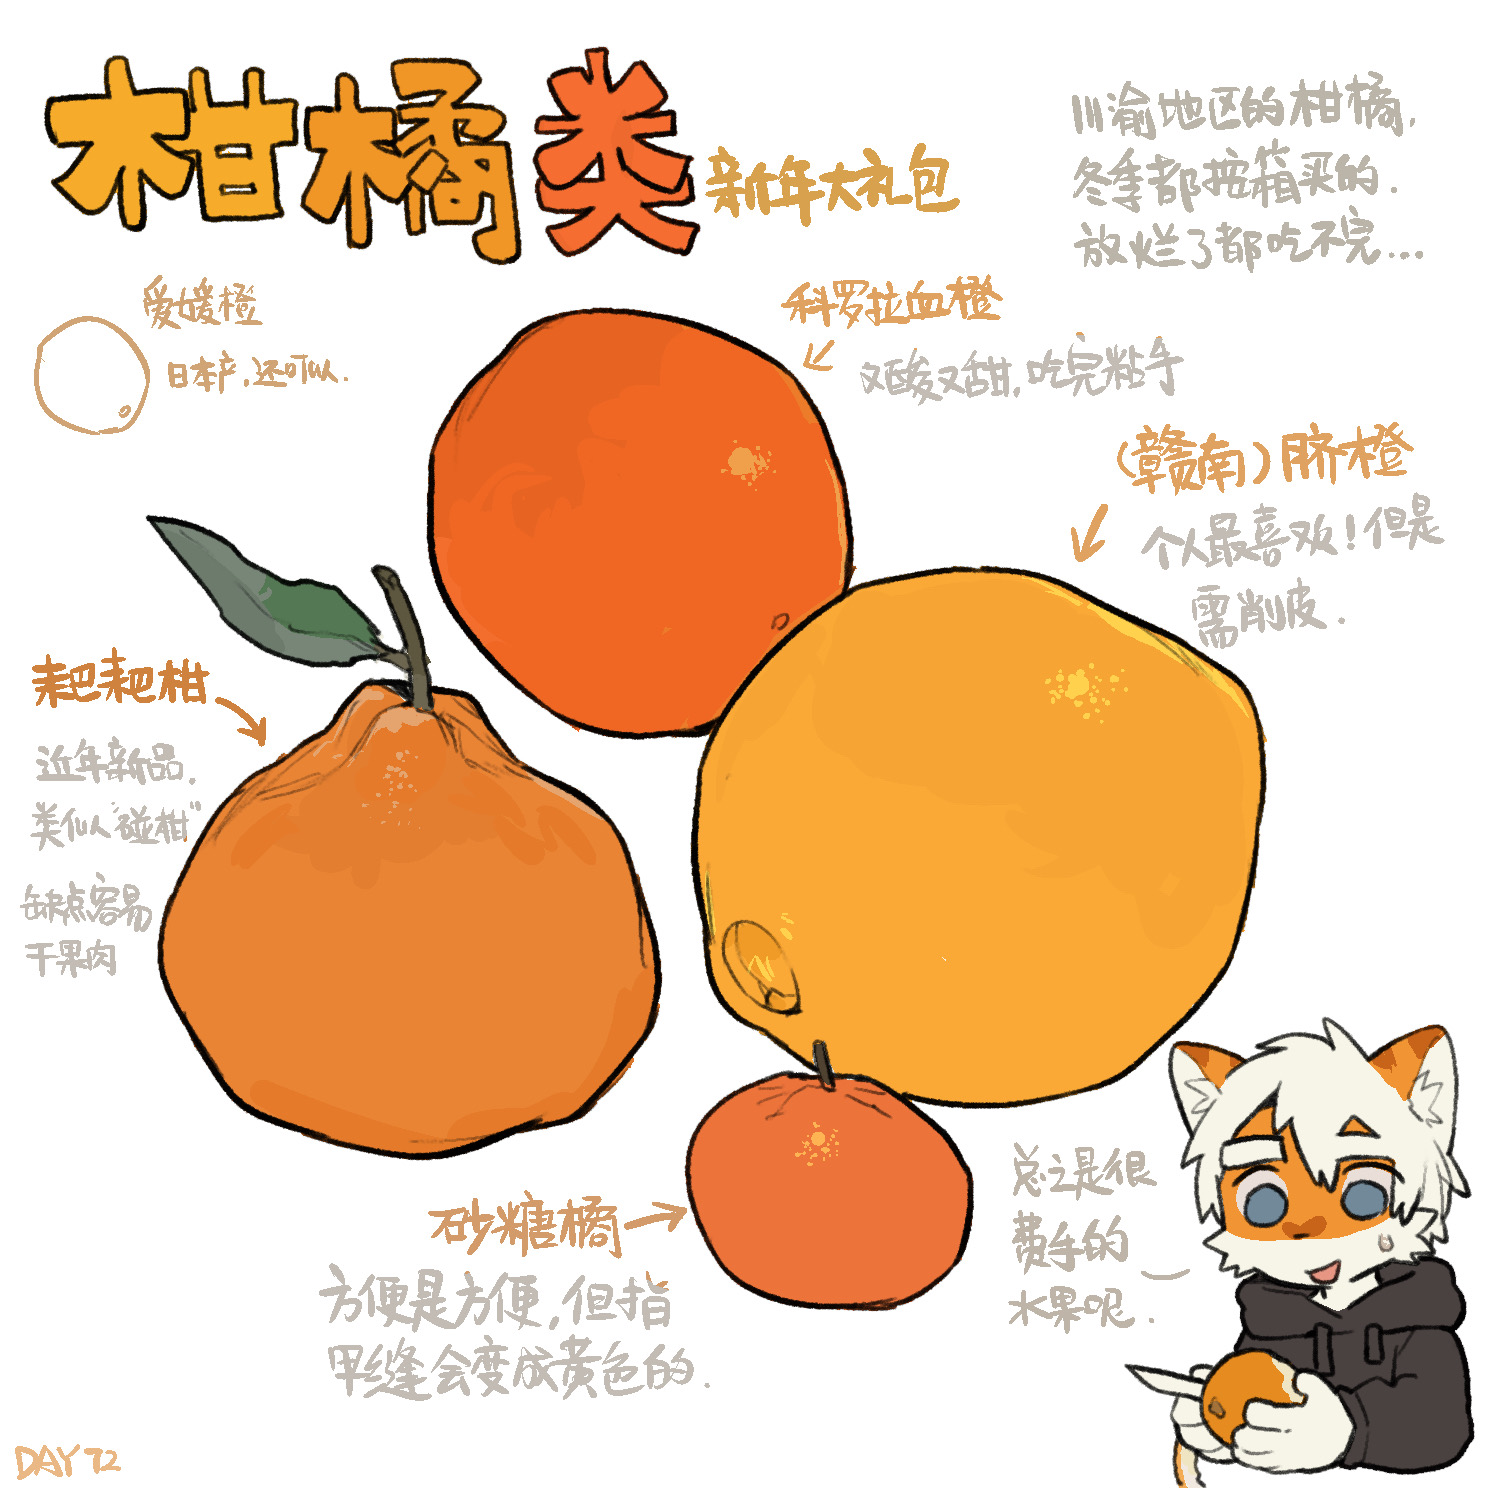 柑橘类
新年大礼包
川渝地区的柑橘，
冬季都按箱买的.
放烂了都吃不完...
爱媛橙
日本产，还可以.
科罗拉血橙
又酸又甜，吃完粘手
（赣南）脐橙
个人最喜欢！但是
需削皮.
耙耙柑
近年新品.
类似“碰柑”
缺点容易
干果肉
砂糖橘
方便是方便，但指
甲缝会变成黄色的.
总之是很
费手的
水果呢.
DAY 72